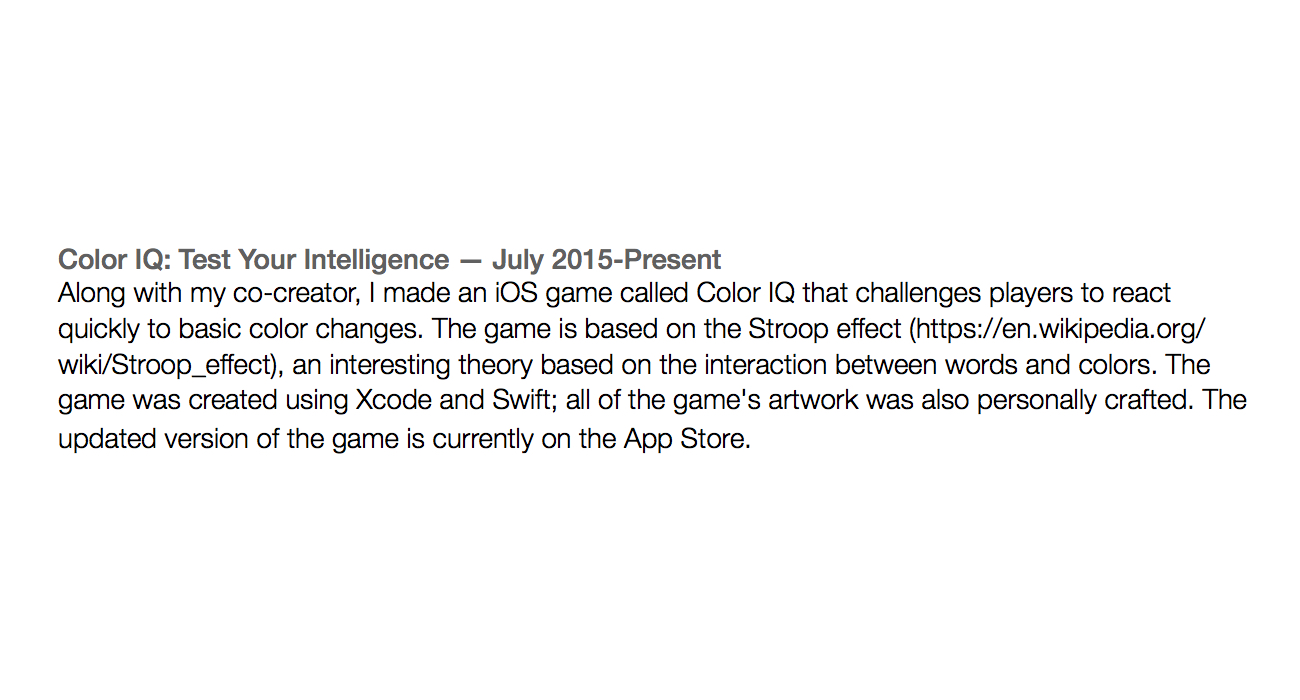 Color IQ: Test Your Intelligence — July 2015-Present
Along with my co-creator, I made an iOS game called Color IQ that challenges players to react
quickly to basic color changes. The game is based on the Stroop effect (https://en.wikipedia.org/
wiki/Stroop_effect), an interesting theory based on the interaction between words and colors. The
game was created using Xcode and Swift; all of the game's artwork was also personally crafted. The
updated version of the game is currently on the App Store.